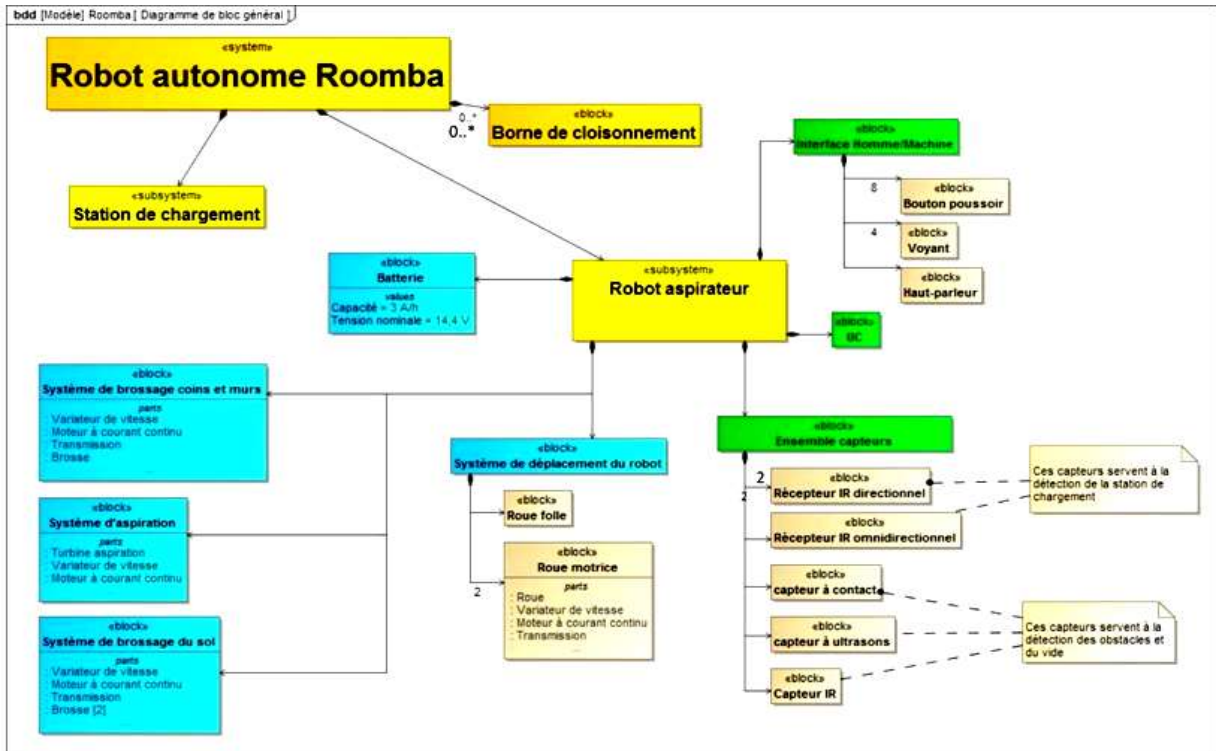 bdd [Modèle] Roomba [ Diagramme de bloc général ]
«system»
Robot autonome Roomba
0..*
0..*
«block»
Borne de cloisonnement
«block»
Interface Homme/Machine
«subsystem»
Station de chargement
8
«block»
Bouton poussoir
4
«block»
Voyant
«block»
Haut-parleur
«block»
Batterie
values
Capacité = 3 A/h
Tension nominale = 14,4 V
«subsystem»
Robot aspirateur
«block»
BC
«block»
Système de brossage coins et murs
parts
: Variateur de vitesse
: Moteur à courant continu
: Transmission
: Brosse
...
«block»
Système de déplacement du robot
«block»
Ensemble capteurs
2
2
«block»
Récepteur IR directionnel
Ces capteurs servent à la
détection de la station de
chargement
«block»
Récepteur IR omnidirectionnel
«block»
Système d'aspiration
parts
: Turbine aspiration
: Variateur de vitesse
: Moteur à courant continu
«block»
Roue folle
2
«block»
Roue motrice
parts
: Roue
: Variateur de vitesse
: Moteur à courant continu
: Transmission
...
«block»
capteur à contact
«block»
capteur à ultrasons
«block»
Capteur IR
Ces capteurs servent à la
détection des obstacles et
du vide
«block»
Système de brossage du sol
parts
: Variateur de vitesse
: Moteur à courant continu
: Transmission
: Brosse [2]